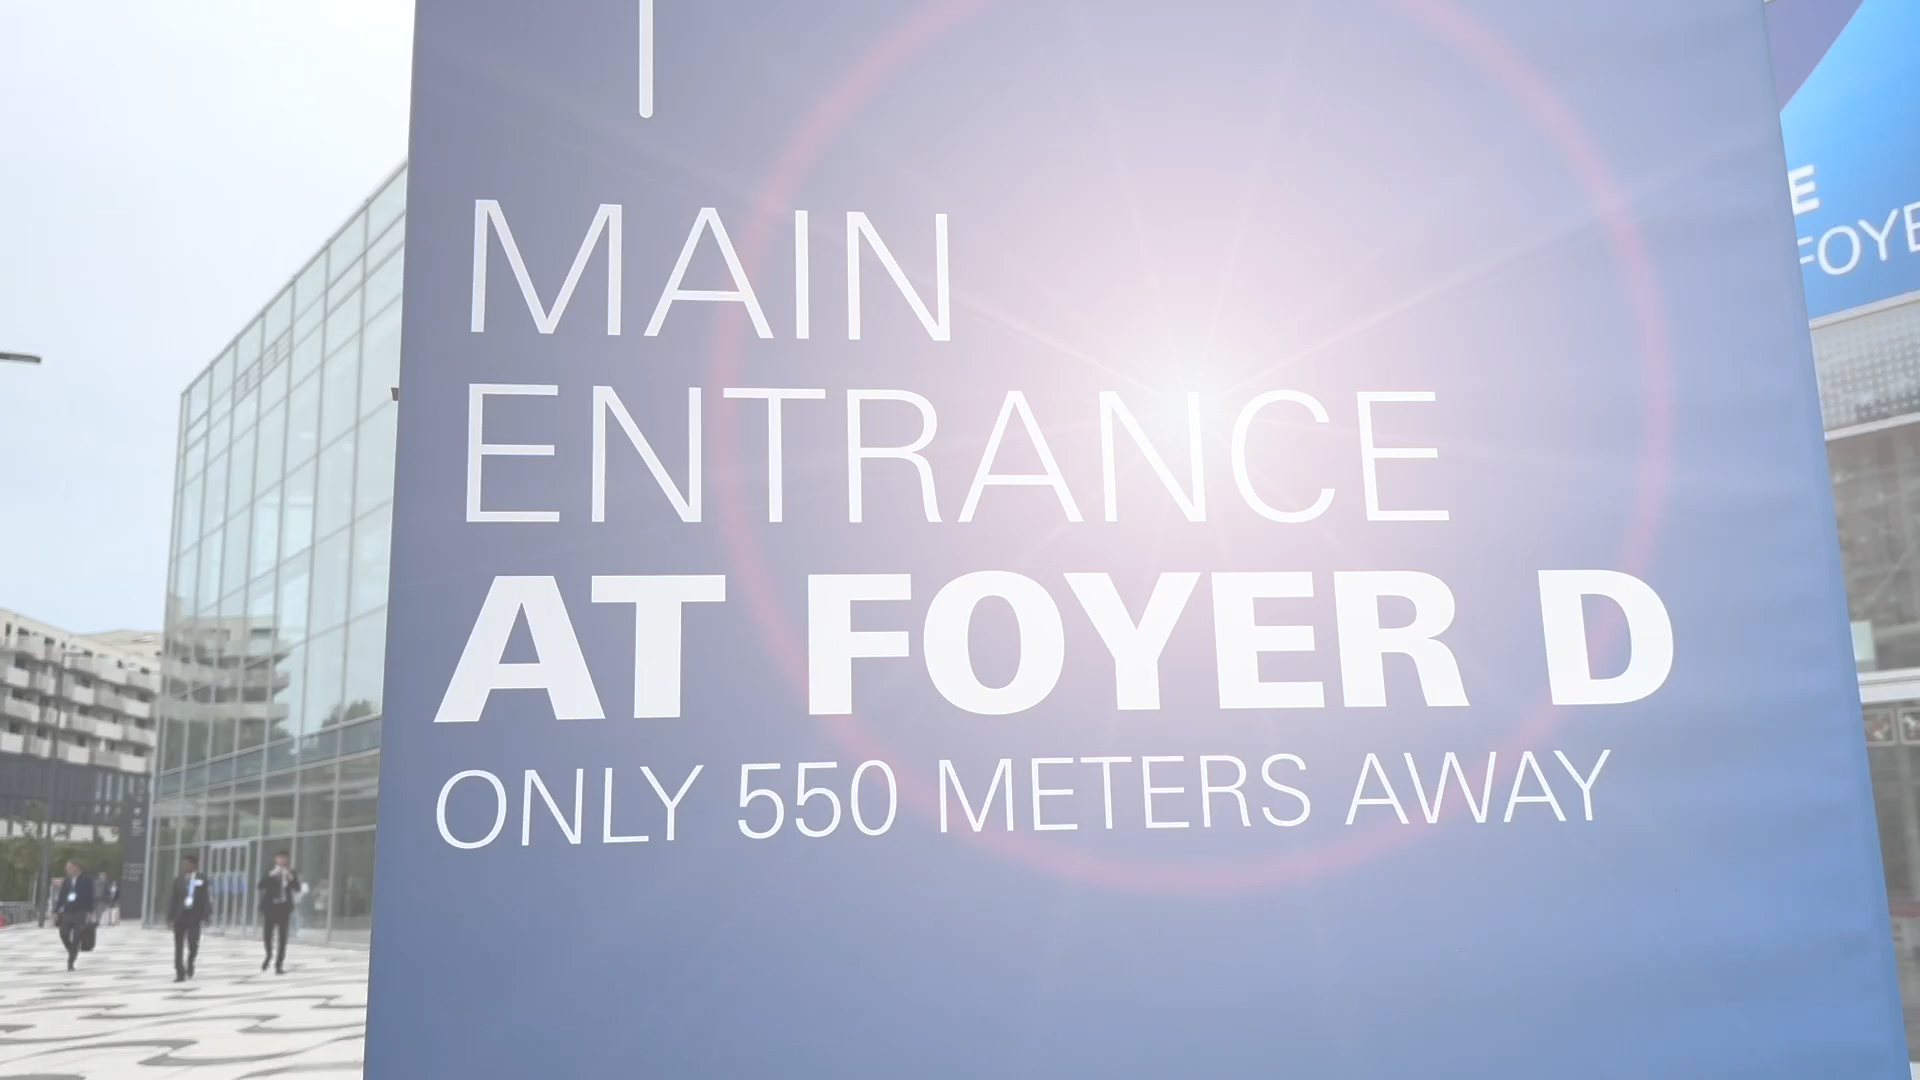 MAIN
ENTRANCE
AT FOYER D
ONLY 550 METERS AWAY